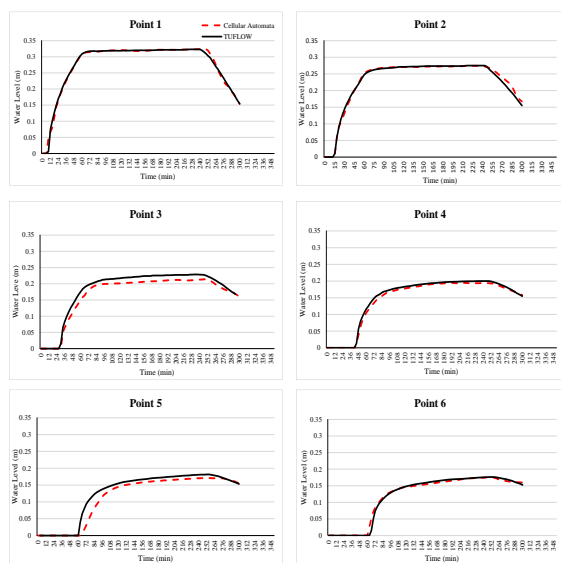 Point 1
Cellular Automata
TUFLOW
Water Level (m)
0.35
0.3
0.25
0.2
0.15
0.1
0.05
0
0 12 24 36 48 60 72 84 96 108 120 132 144 156 168 180 192 204 216 228 240 252 264 276 288 300 312 324 336 348
Time (min)
Point 2
Water Level (m)
0.35
0.3
0.25
0.2
0.15
0.1
0.05
0
0 15 30 45 60 75 90 105 120 135 150 165 180 195 210 225 240 255 270 285 300 315 330 345
Time (min)
Point 3
Water Leve (m)
0.35
0.3
0.25
0.2
0.15
0.1
0.05
0
0 12 24 36 48 60 72 84 96 108 120 132 144 156 168 180 192 204 216 228 240 252 264 276 288 300 312 324 336 348
Time (min)
Point 4
Water Level (m)
0.35
0.3
0.25
0.2
0.15
0.1
0.05
0
0 12 24 36 48 60 72 84 96 108 120 132 144 156 168 180 192 204 216 228 240 252 264 276 288 300 312 324 336 348
Time (min)
Point 5
Water Level (m)
0.35
0.3
0.25
0.2
0.15
0.1
0.05
0
0 12 24 36 48 60 72 84 96 108 120 132 144 156 168 180 192 204 216 228 240 252 264 276 288 300 312 324 336 348
Time (min)
Point 6
Water Level (m)
0.35
0.3
0.25
0.2
0.15
0.1
0.05
0
0 12 24 36 48 60 72 84 96 108 120 132 144 156 168 180 192 204 216 228 240 252 264 276 288 300 312 324 336 348
Time (min)